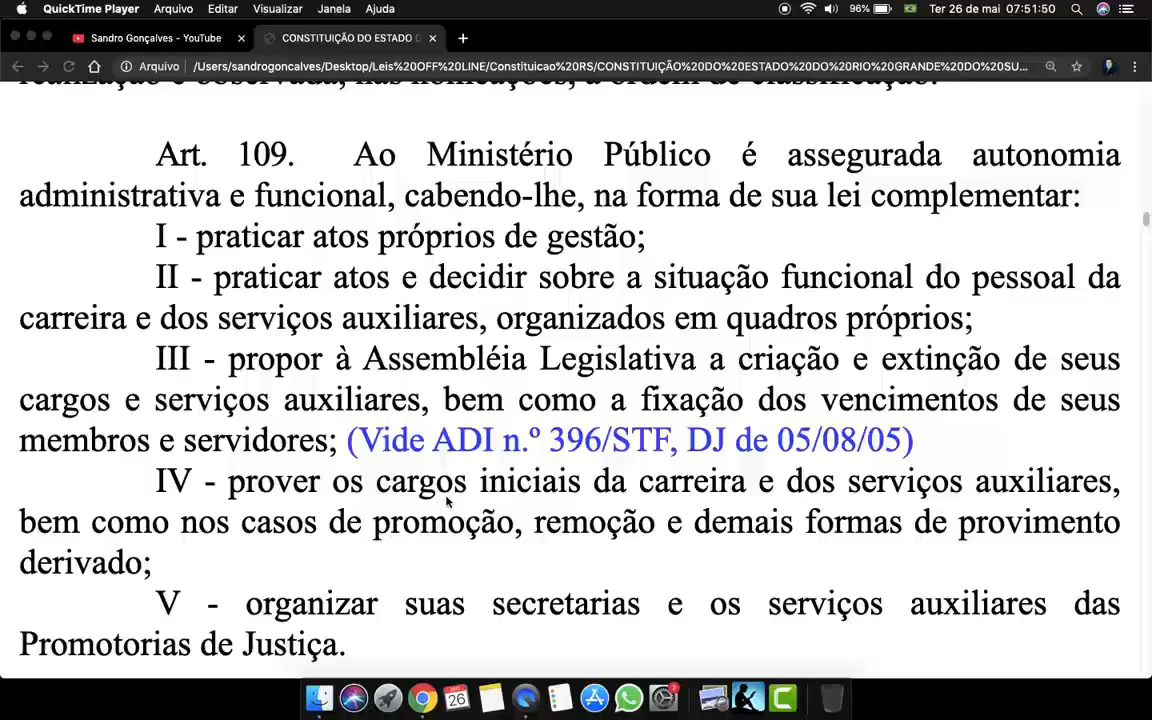 QuickTime Player Arquivo Editar Visualizar Janela Ajuda 96% Ter 26 de mai 07:51:50
Sandro Gonçalves - YouTube CONSTITUIÇÃO DO ESTADO
Arquivo /Users/sandrogoncalves/Desktop/Leis%20OFF%20LINE/Constituicao%20RS/CONSTITUIÇÃO%20DO%20ESTADO%20DO%20RIO%20GRANDE%20DO%20SU...
realização e observada, nas nomeações, a ordem de classificação.
Art. 109. Ao Ministério Público é assegurada autonomia
administrativa e funcional, cabendo-lhe, na forma de sua lei complementar:
I - praticar atos próprios de gestão;
II - praticar atos e decidir sobre a situação funcional do pessoal da
carreira e dos serviços auxiliares, organizados em quadros próprios;
III - propor à Assembléia Legislativa a criação e extinção de seus
cargos e serviços auxiliares, bem como a fixação dos vencimentos de seus
membros e servidores; (Vide ADI n.º 396/STF, DJ de 05/08/05)
IV - prover os cargos iniciais da carreira e dos serviços auxiliares,
bem como nos casos de promoção, remoção e demais formas de provimento
derivado;
V - organizar suas secretarias e os serviços auxiliares das
Promotorias de Justiça.
26